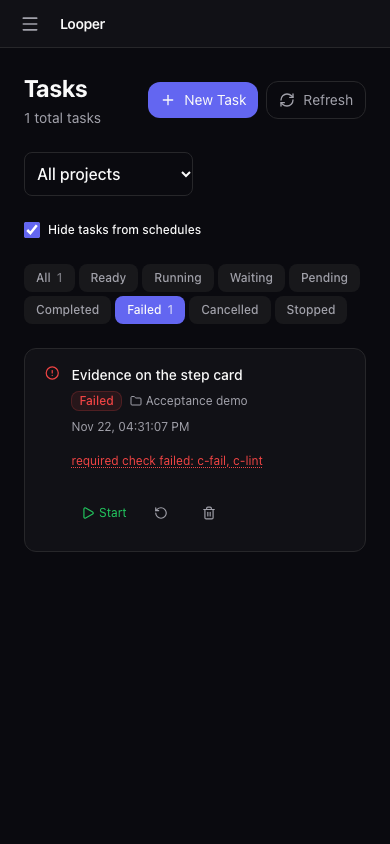 Looper
Tasks
1 total tasks
New Task
Refresh
All projects
Hide tasks from schedules
All 1
Ready
Running
Waiting
Pending
Completed
Failed 1
Cancelled
Stopped
Evidence on the step card
Failed
Acceptance demo
Nov 22, 04:31:07 PM
required check failed: c-fail, c-lint
Start